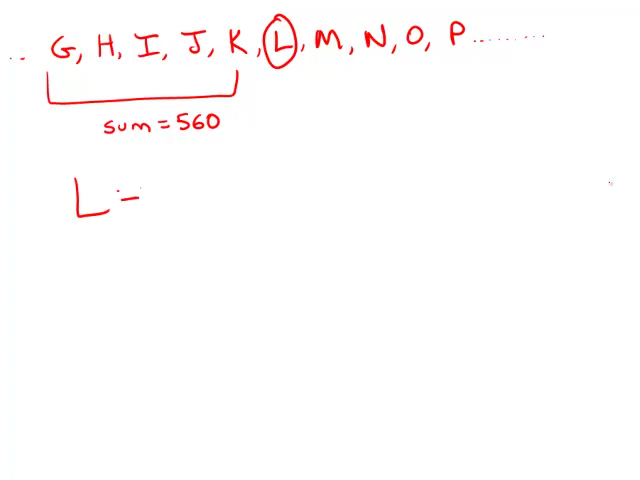 .. G, H, I, J, K, L, M, N, O, P.........
sum = 560
L =